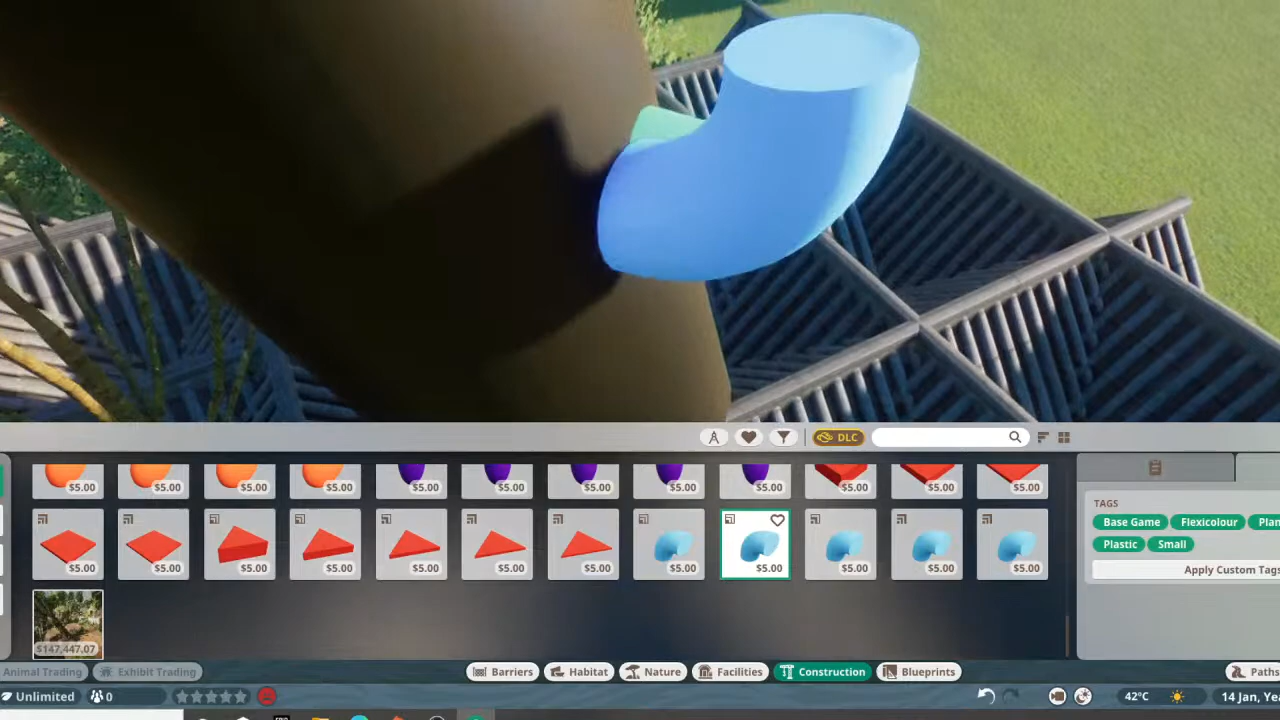 DLC
$5.00 $5.00 $5.00 $5.00 $5.00 $5.00 $5.00 $5.00 $5.00 $5.00 $5.00 $5.00
TAGS
Base Game Flexicolour Plan
Plastic Small
$5.00 $5.00 $5.00 $5.00 $5.00 $5.00 $5.00 $5.00 $5.00 $5.00 $5.00 $5.00
Apply Custom Tags
$147,447.07
Animal Trading Exhibit Trading Barriers Habitat Nature Facilities Construction Blueprints Paths
Unlimited 0 42°C 14 Jan, Yea